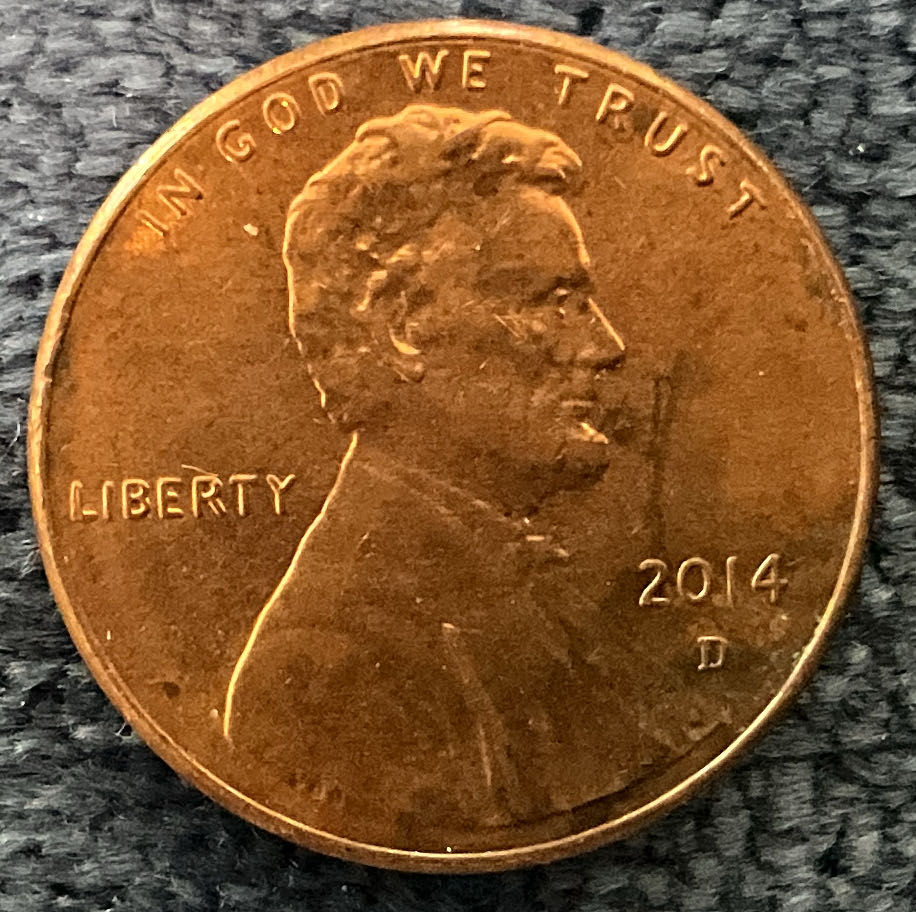 IN GOD WE TRUST
LIBERTY
2014
D